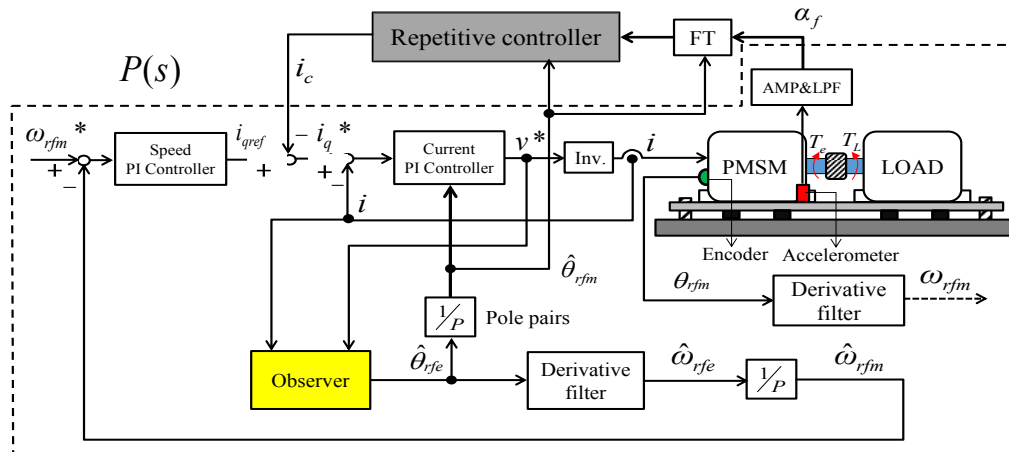 α_f
Repetitive controller
FT
P(s)
i_c
AMP&LPF
ω_rfm*
Speed
PI Controller
i_qref
i_q*
Current
PI Controller
v*
Inv.
i
PMSM
T_e
T_L
LOAD
+
−
+
−
+
−
i
Encoder
Accelerometer
θ̂_rfm
θ_rfm
Derivative
filter
ω_rfm
1/P
Pole pairs
Observer
θ̂_rfe
Derivative
filter
ω̂_rfe
1/P
ω̂_rfm